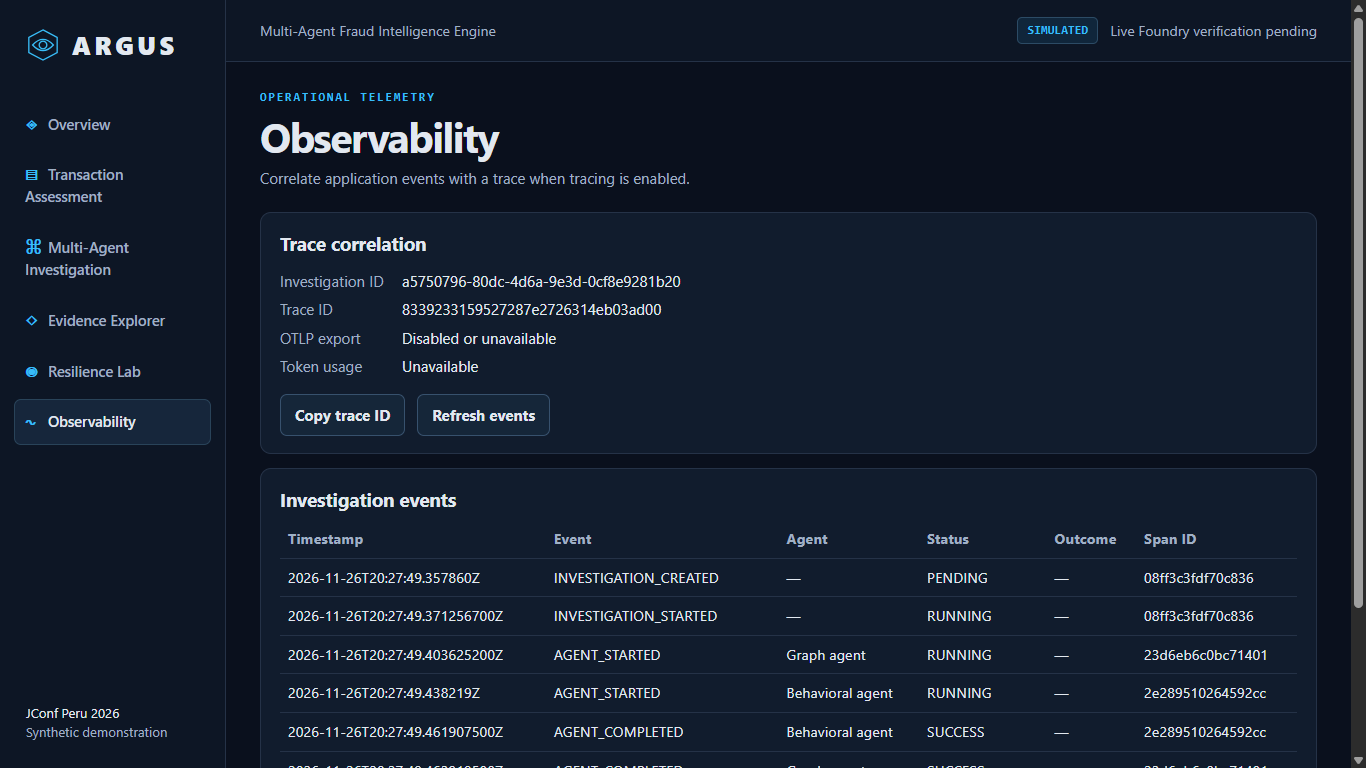 ARGUS
Multi-Agent Fraud Intelligence Engine
SIMULATED Live Foundry verification pending
Overview
Transaction
Assessment
Multi-Agent
Investigation
Evidence Explorer
Resilience Lab
Observability
JConf Peru 2026
Synthetic demonstration
OPERATIONAL TELEMETRY
Observability
Correlate application events with a trace when tracing is enabled.
Trace correlation
Investigation ID a5750796-80dc-4d6a-9e3d-0cf8e9281b20
Trace ID 8339233159527287e2726314eb03ad00
OTLP export Disabled or unavailable
Token usage Unavailable
Copy trace ID Refresh events
Investigation events
Timestamp Event Agent Status Outcome Span ID
2026-11-26T20:27:49.357860Z INVESTIGATION_CREATED — PENDING — 08ff3c3fdf70c836
2026-11-26T20:27:49.371256700Z INVESTIGATION_STARTED — RUNNING — 08ff3c3fdf70c836
2026-11-26T20:27:49.403625200Z AGENT_STARTED Graph agent RUNNING — 23d6eb6c0bc71401
2026-11-26T20:27:49.438219Z AGENT_STARTED Behavioral agent RUNNING — 2e289510264592cc
2026-11-26T20:27:49.461907500Z AGENT_COMPLETED Behavioral agent SUCCESS — 2e289510264592cc